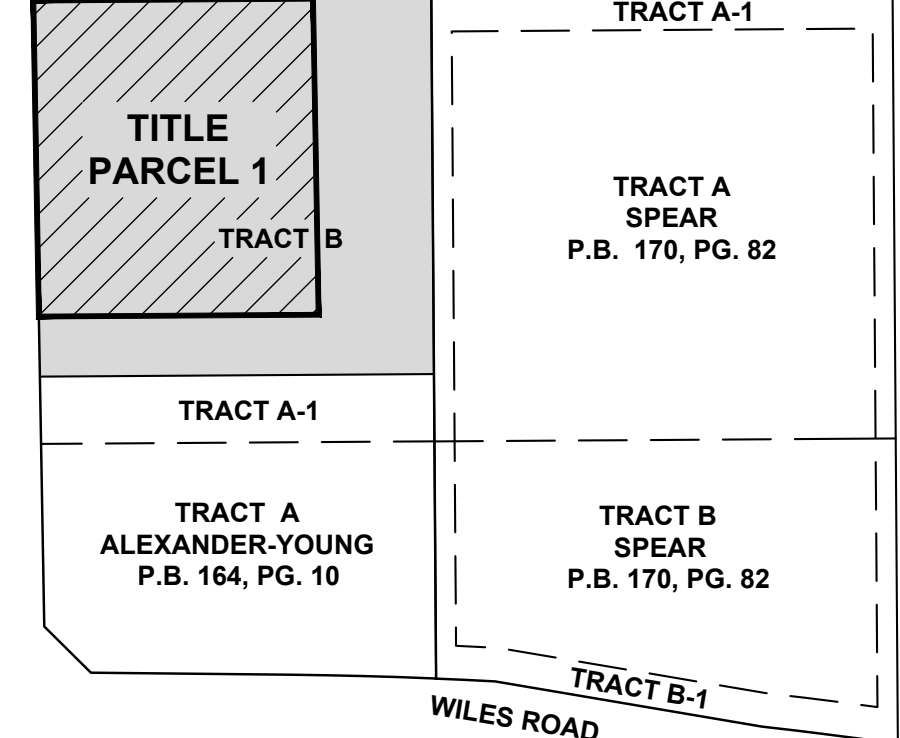 TRACT A-1
TITLE
PARCEL 1
TRACT B
TRACT A
SPEAR
P.B. 170, PG. 82
TRACT A-1
TRACT A
ALEXANDER-YOUNG
P.B. 164, PG. 10
TRACT B
SPEAR
P.B. 170, PG. 82
TRACT B-1
WILES ROAD